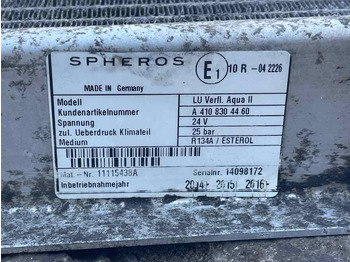 SPHEROS
E1 10 R - 04 2226
MADE IN Germany
Modell LU Verfl. Aqua II
Kundenartikelnummer A 410 830 44 60
Spannung 24 V
zul. Ueberdruck Klimateil 25 bar
Medium R134A / ESTEROL
Mat.- Nr. 11115438A Serialnr. 14098172
Inbetriebnahmejahr 2014 2015 2016